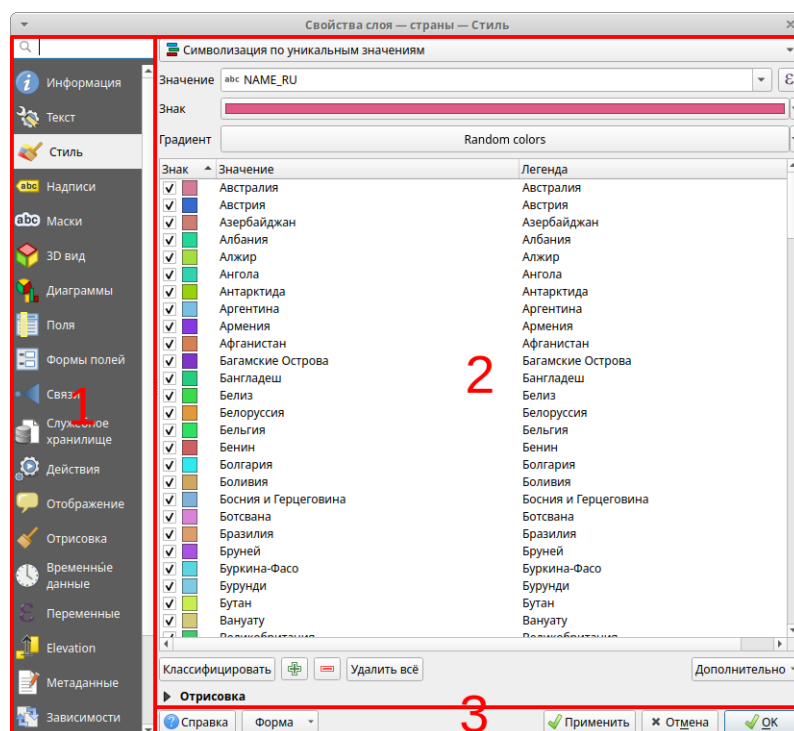 Свойства слоя — страны — Стиль
Информация
Текст
Стиль
abc Надписи
abc Маски
3D вид
Диаграммы
Поля
Формы полей
Связи
Служебное
хранилище
Действия
Отображение
Отрисовка
Временные
данные
ε Переменные
Elevation
Метаданные
Зависимости
1
Символизация по уникальным значениям
Значение abc NAME_RU ε
Знак
Градиент Random colors
Знак Значение Легенда
Австралия Австралия
Австрия Австрия
Азербайджан Азербайджан
Албания Албания
Алжир Алжир
Ангола Ангола
Антарктида Антарктида
Аргентина Аргентина
Армения Армения
Афганистан Афганистан
Багамские Острова Багамские Острова
Бангладеш Бангладеш
Белиз Белиз
Белоруссия Белоруссия
Бельгия Бельгия
Бенин Бенин
Болгария Болгария
Боливия Боливия
Босния и Герцеговина Босния и Герцеговина
Ботсвана Ботсвана
Бразилия Бразилия
Бруней Бруней
Буркина-Фасо Буркина-Фасо
Бурунди Бурунди
Бутан Бутан
Вануату Вануату
Великобритания Великобритания
2
Классифицировать Удалить всё Дополнительно
Отрисовка
3
Справка Форма Применить Отмена OK